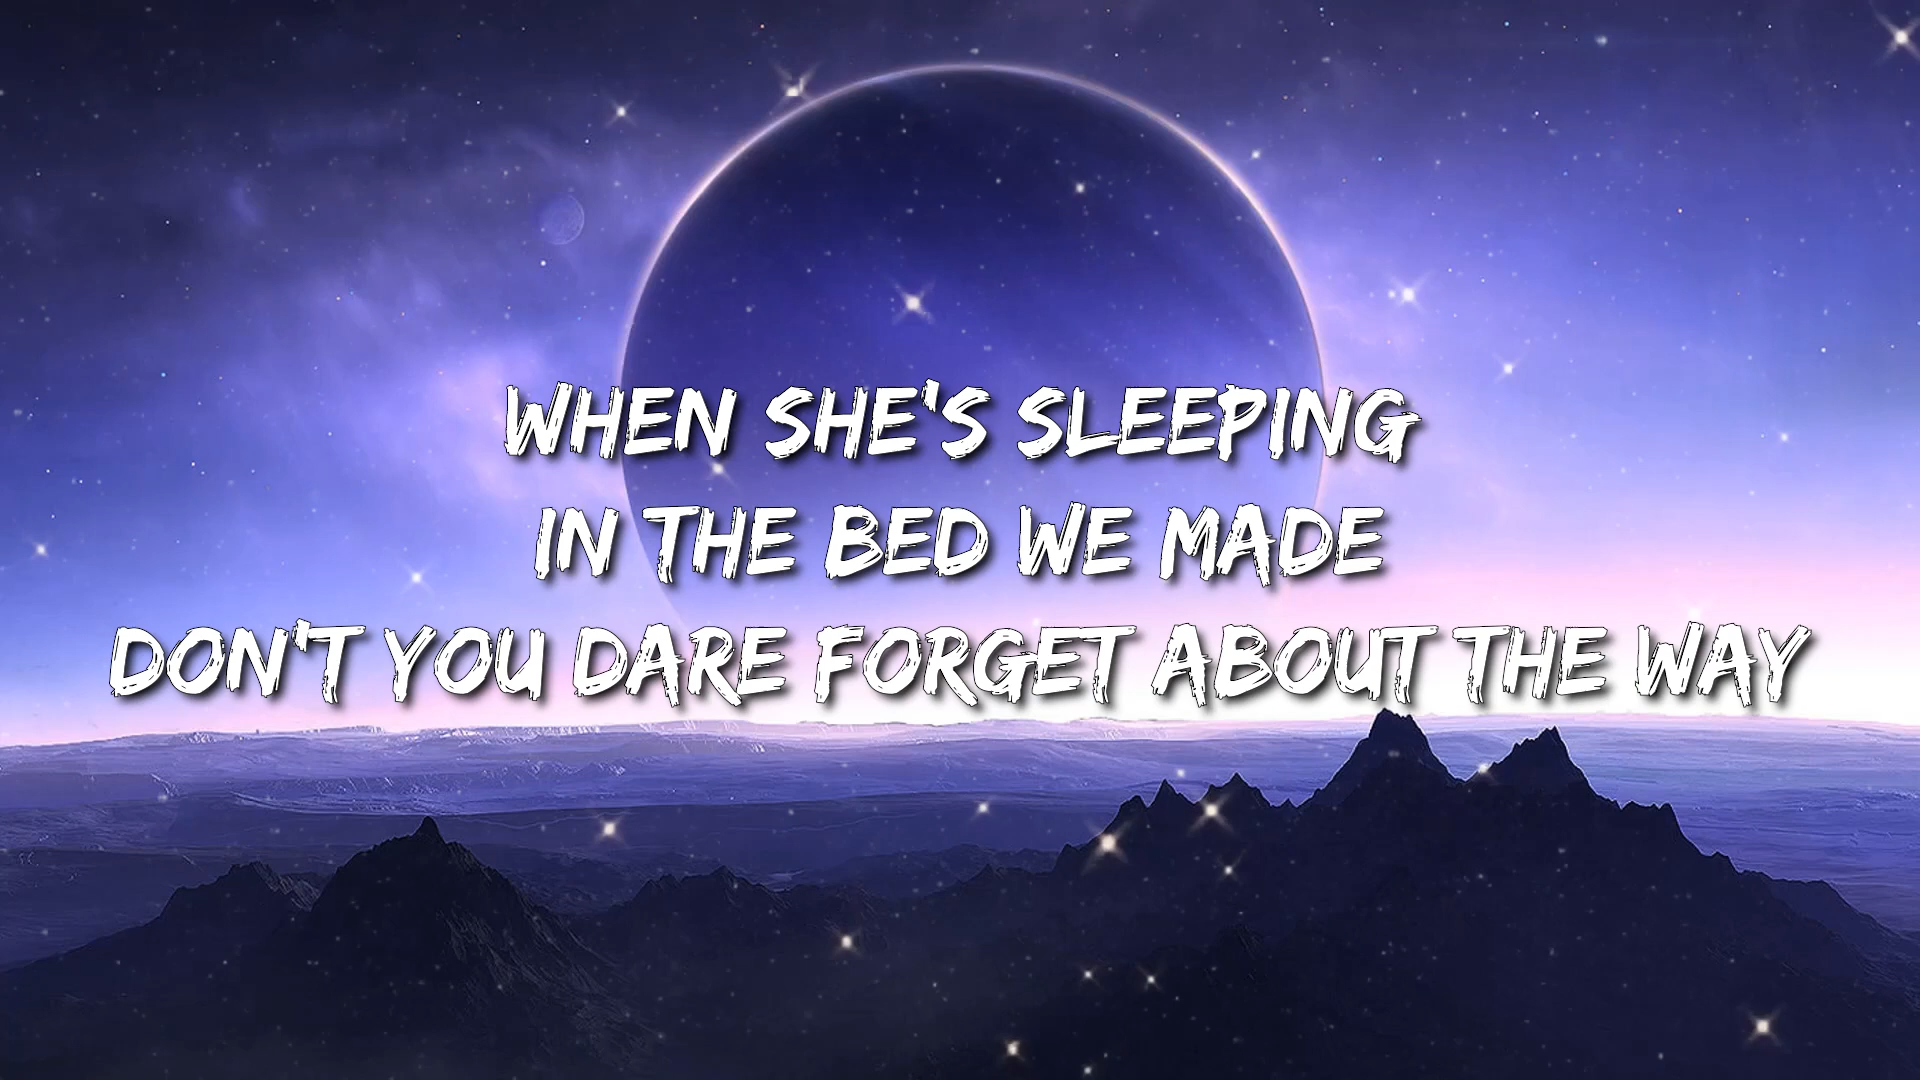 WHEN SHE'S SLEEPING
IN THE BED WE MADE
DON'T YOU DARE FORGET ABOUT THE WAY